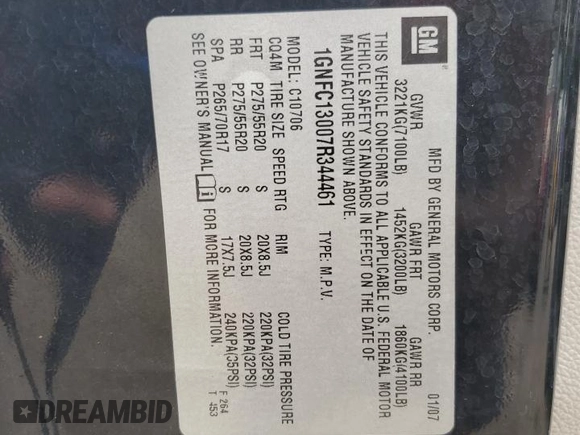 GM
MFD BY GENERAL MOTORS CORP. 01/07
GVWR GAWR FRT GAWR RR
3221KG(7100LB) 1452KG(3200LB) 1860KG(4100LB)
THIS VEHICLE CONFORMS TO ALL APPLICABLE U.S. FEDERAL MOTOR
VEHICLE SAFETY STANDARDS IN EFFECT ON THE DATE OF
MANUFACTURE SHOWN ABOVE.
1GNFC13007R344461 TYPE: M.P.V.
MODEL: C10706
CQ4M TIRE SIZE SPEED RTG RIM COLD TIRE PRESSURE
FRT P275/55R20 S 20X8.5J 220KPA(32PSI)
RR P275/55R20 S 20X8.5J 220KPA(32PSI)
SPA P265/70R17 S 17X7.5J 240KPA(35PSI)
SEE OWNER'S MANUAL FOR MORE INFORMATION.
F 264
T 453
DREAMBID